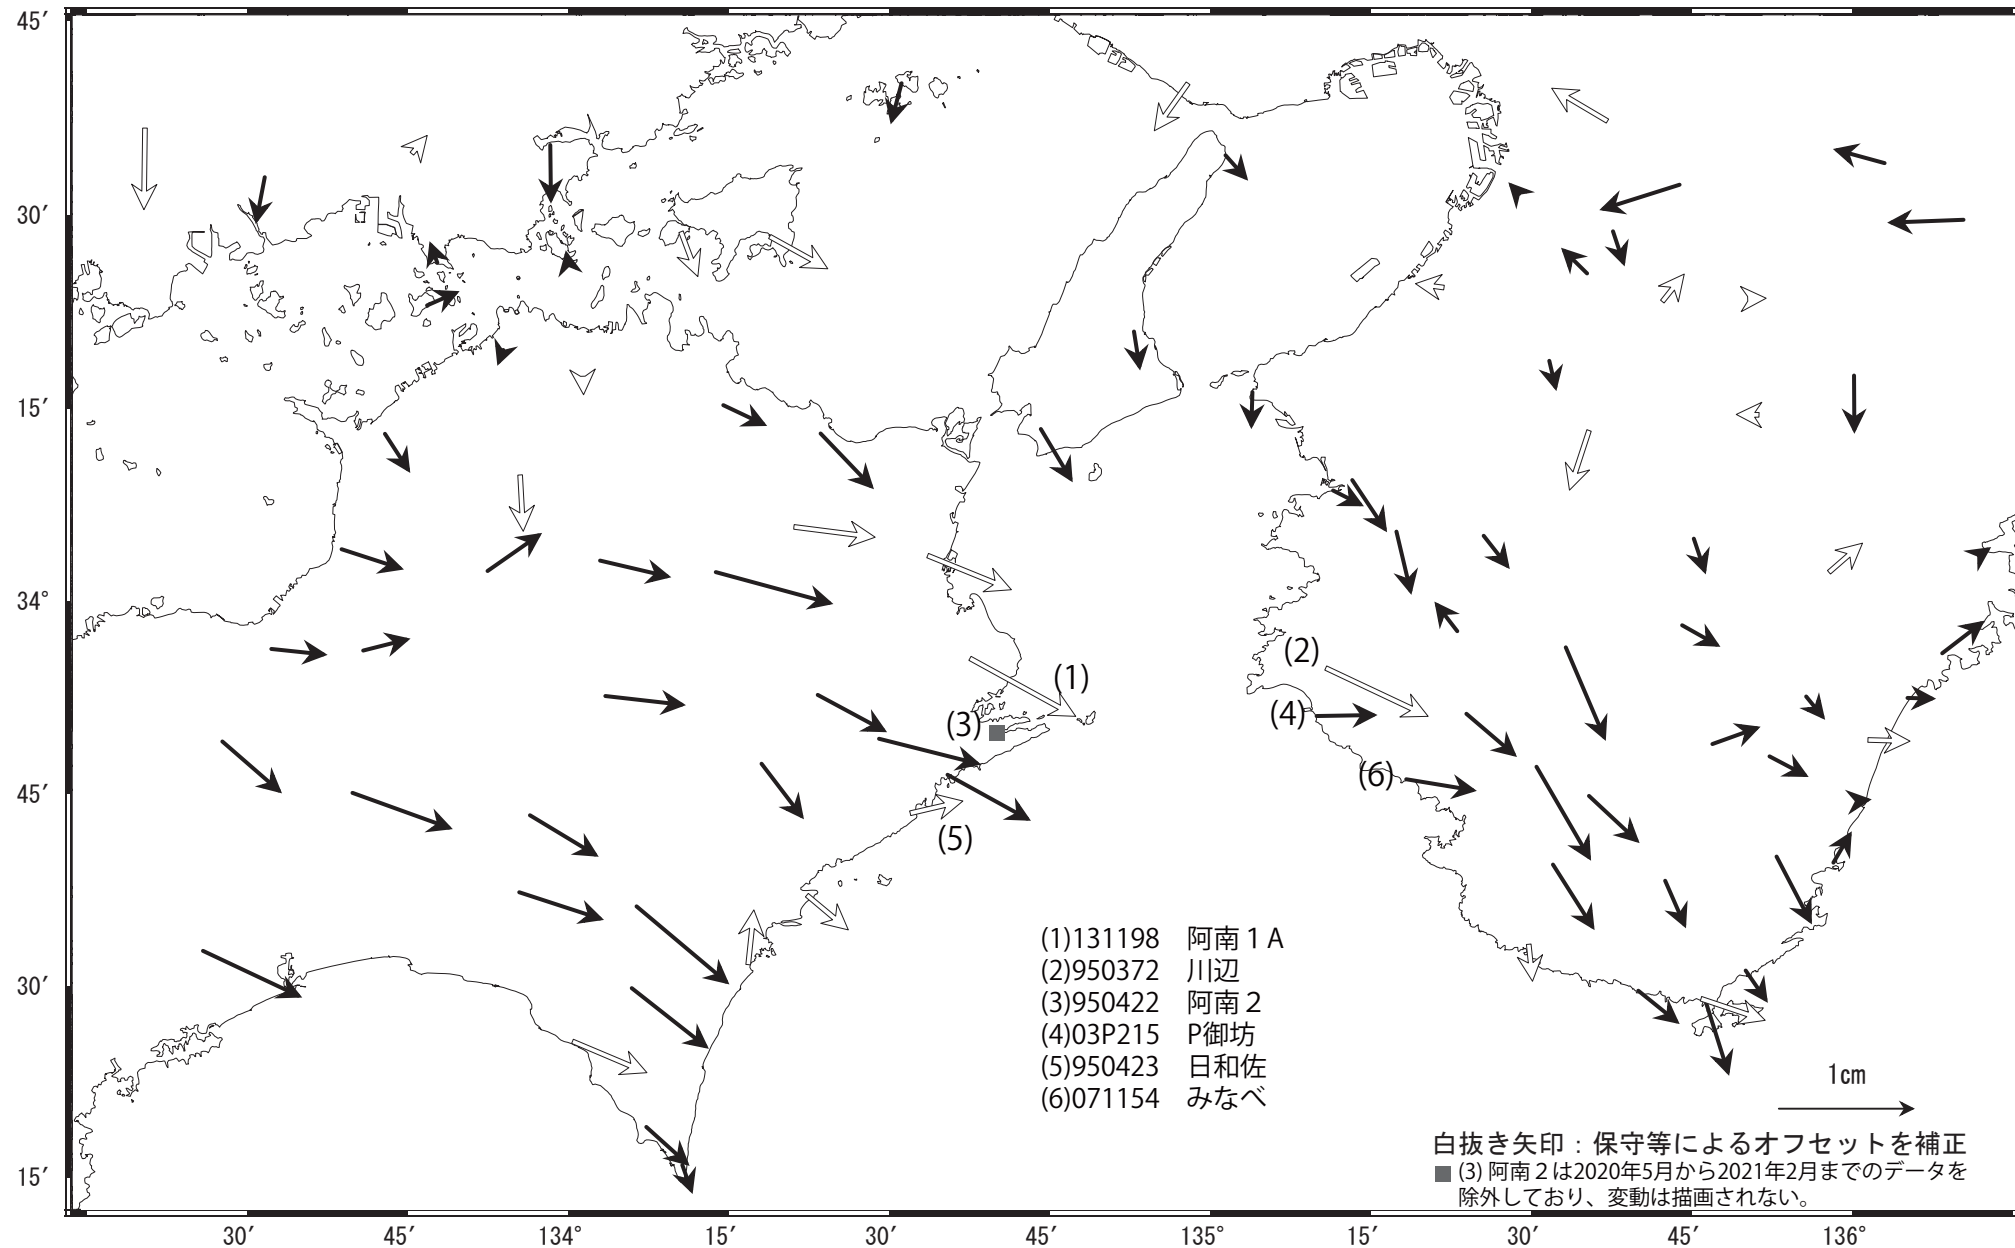 45′
30′
15′
34°
45′
30′
15′
(1)
(2)
(3)
(4)
(5)
(6)
(1)131198 阿南１A
(2)950372 川辺
(3)950422 阿南２
(4)03P215 P御坊
(5)950423 日和佐
(6)071154 みなべ
1cm
白抜き矢印：保守等によるオフセットを補正
(3) 阿南２は2020年5月から2021年2月までのデータを
除外しており、変動は描画されない。
30′ 45′ 134° 15′ 30′ 45′ 135° 15′ 30′ 45′ 136°